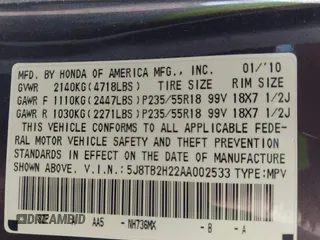 MFD. BY HONDA OF AMERICA MFG., INC. 01/'10
GVWR 2140KG(4718LBS) TIRE SIZE RIM SIZE
GAWR F 1110KG(2447LBS)P235/55R18 99V 18X7 1/2J
GAWR R 1030KG(2271LBS)P235/55R18 99V 18X7 1/2J
THIS VEHICLE CONFORMS TO ALL APPLICABLE FEDE-
RAL MOTOR VEHICLE SAFETY AND THEFT PREVENTION
STANDARDS IN EFFECT ON THE DATE OF MANUFACTURE
SHOWN ABOVE. V.I.N.: 5J8TB2H22AA002533 TYPE:MPV
AA5 - NH736MX - B - A
DREAMBID